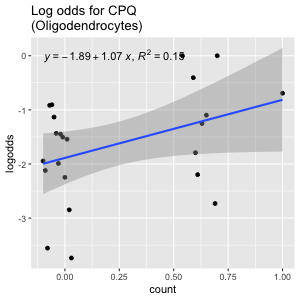 Log odds for CPQ
(Oligodendrocytes)
y = −1.89 + 1.07 x, R² = 0.15
0
-1
-2
-3
logodds
0.00 0.25 0.50 0.75 1.00
count